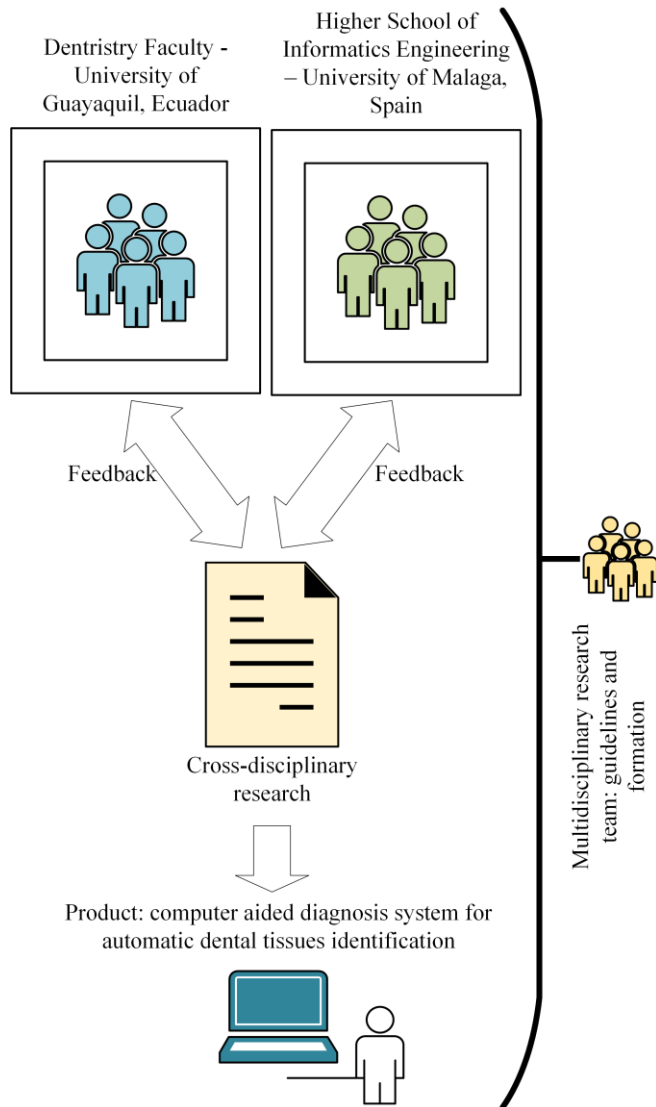 Dentristry Faculty -
University of
Guayaquil, Ecuador
Higher School of
Informatics Engineering
– University of Malaga,
Spain
Feedback
Feedback
Cross-disciplinary
research
Product: computer aided diagnosis system for
automatic dental tissues identification
Multidisciplinary research
team: guidelines and
formation